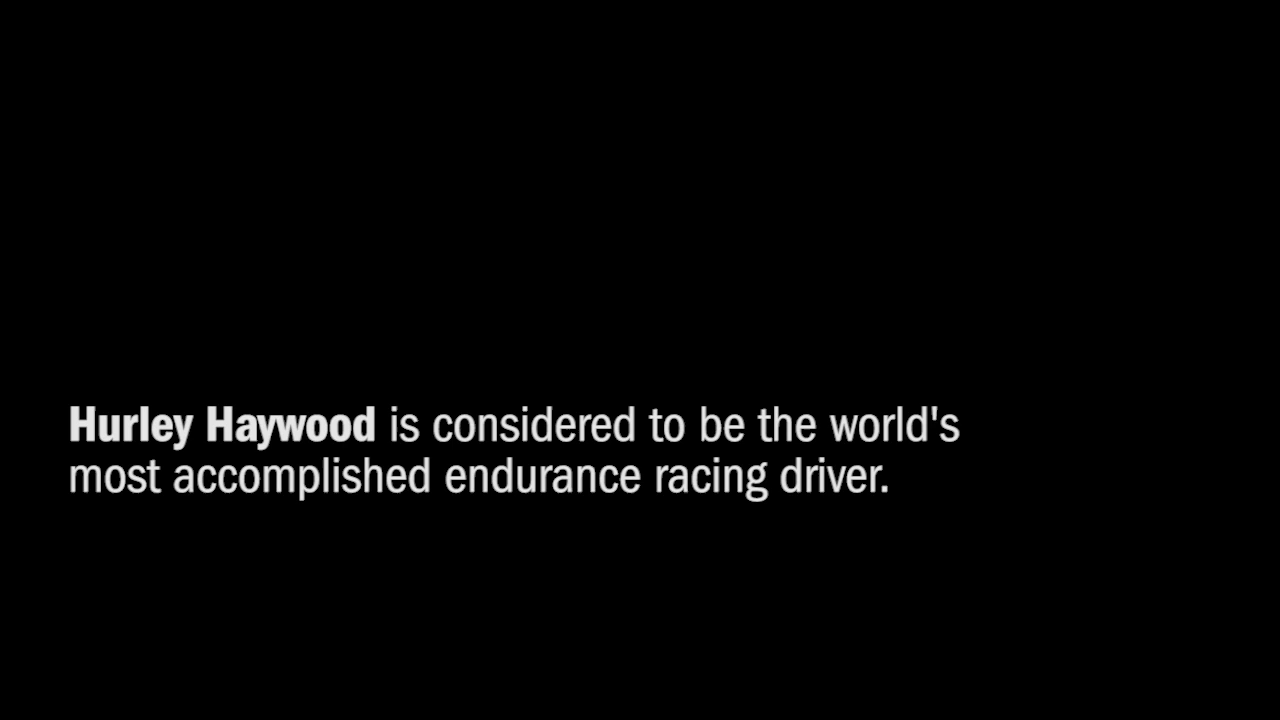 Hurley Haywood is considered to be the world's
most accomplished endurance racing driver.